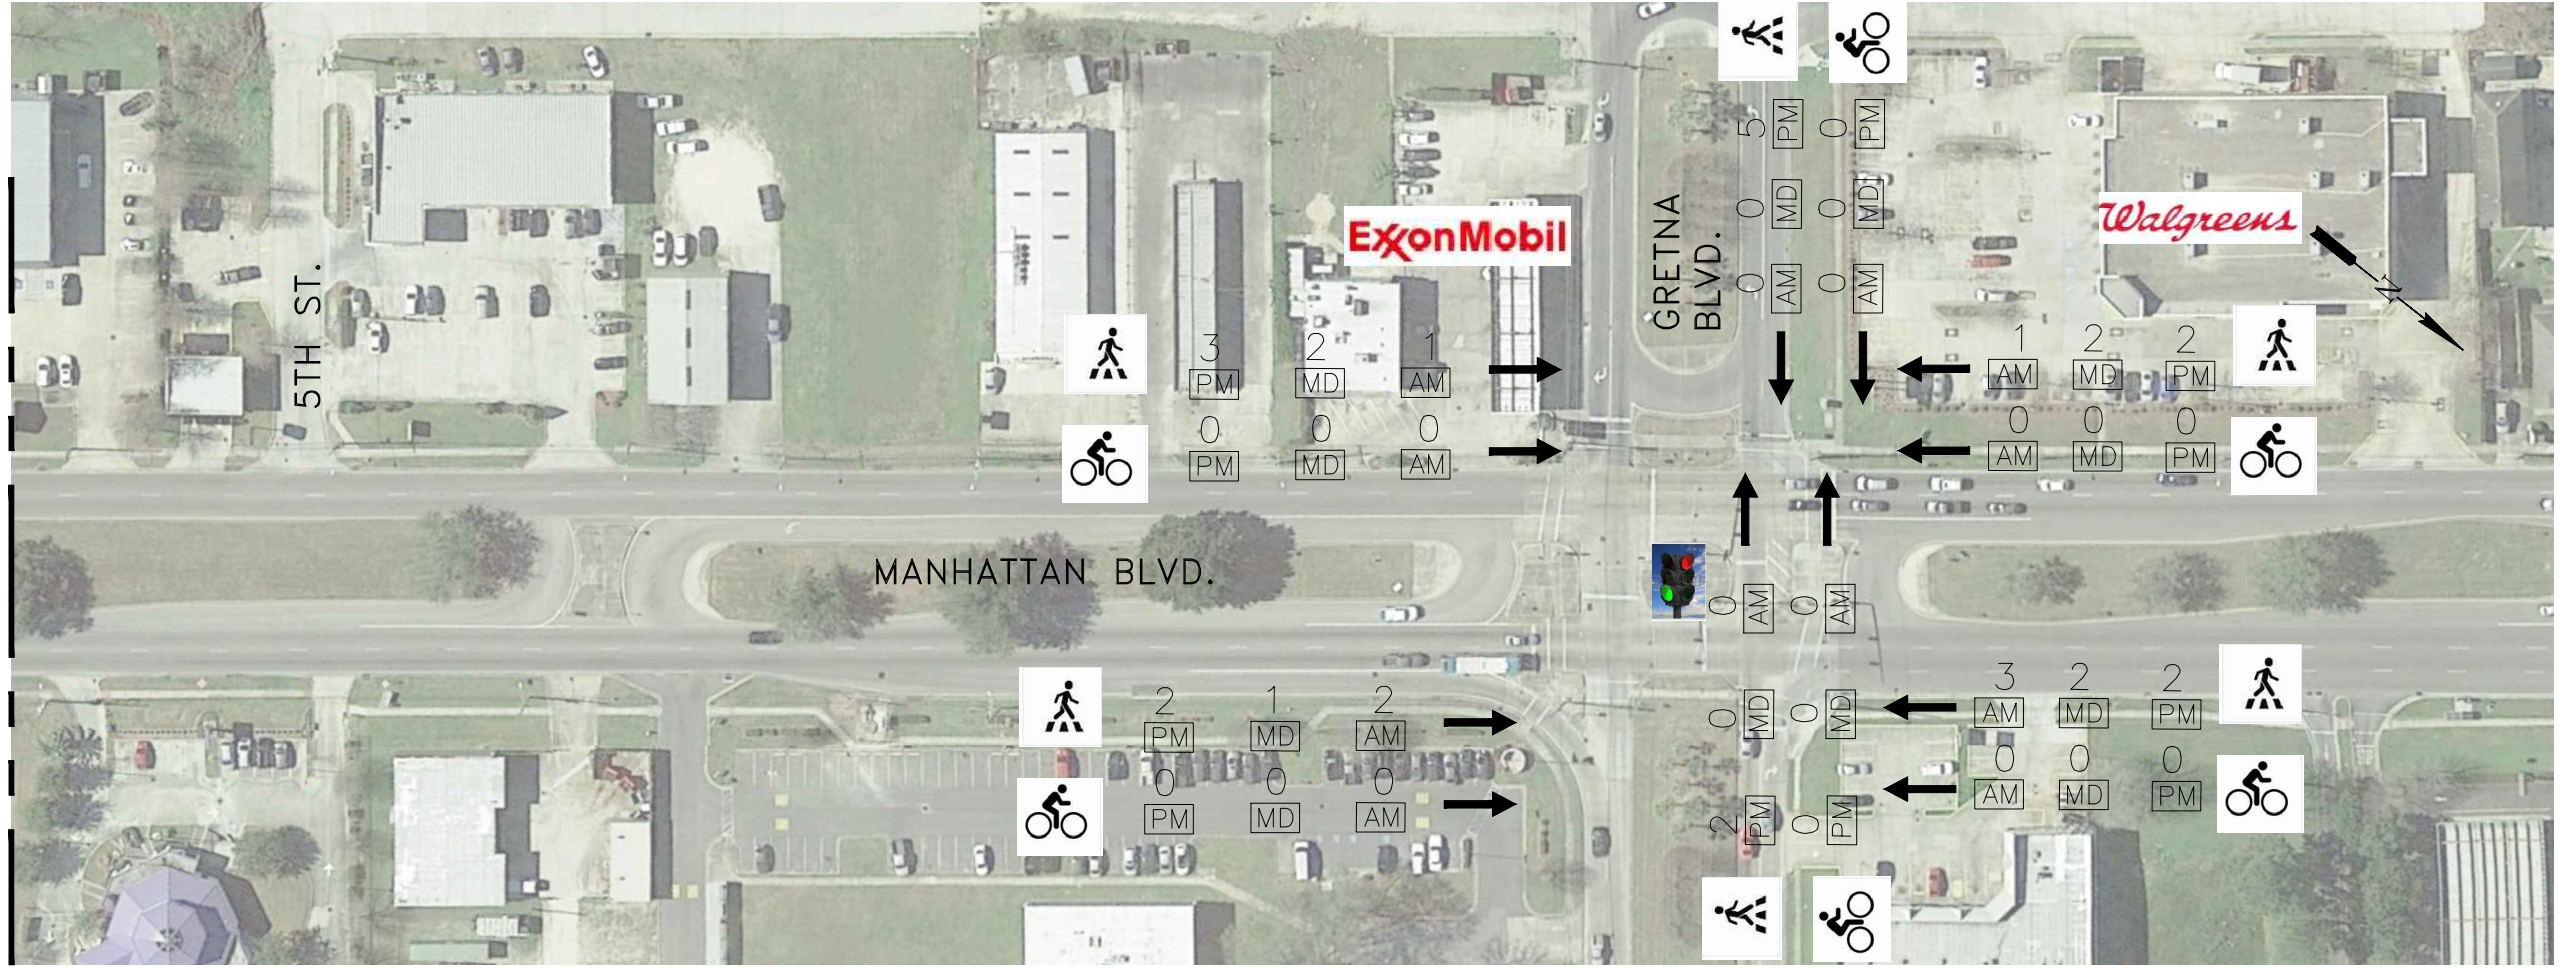 5 PM
0 PM
0 MD
0 MD
0 AM
0 AM
GRETNA
BLVD.
5TH ST.
ExxonMobil
Walgreens
N
3 2 1
PM MD AM
0 0 0
PM MD AM
1 2 2
AM MD PM
0 0 0
AM MD PM
MANHATTAN BLVD.
0 AM
0 AM
0 MD
0 MD
2 PM
0 PM
2 1 2
PM MD AM
0 0 0
PM MD AM
3 2 2
AM MD PM
0 0 0
AM MD PM